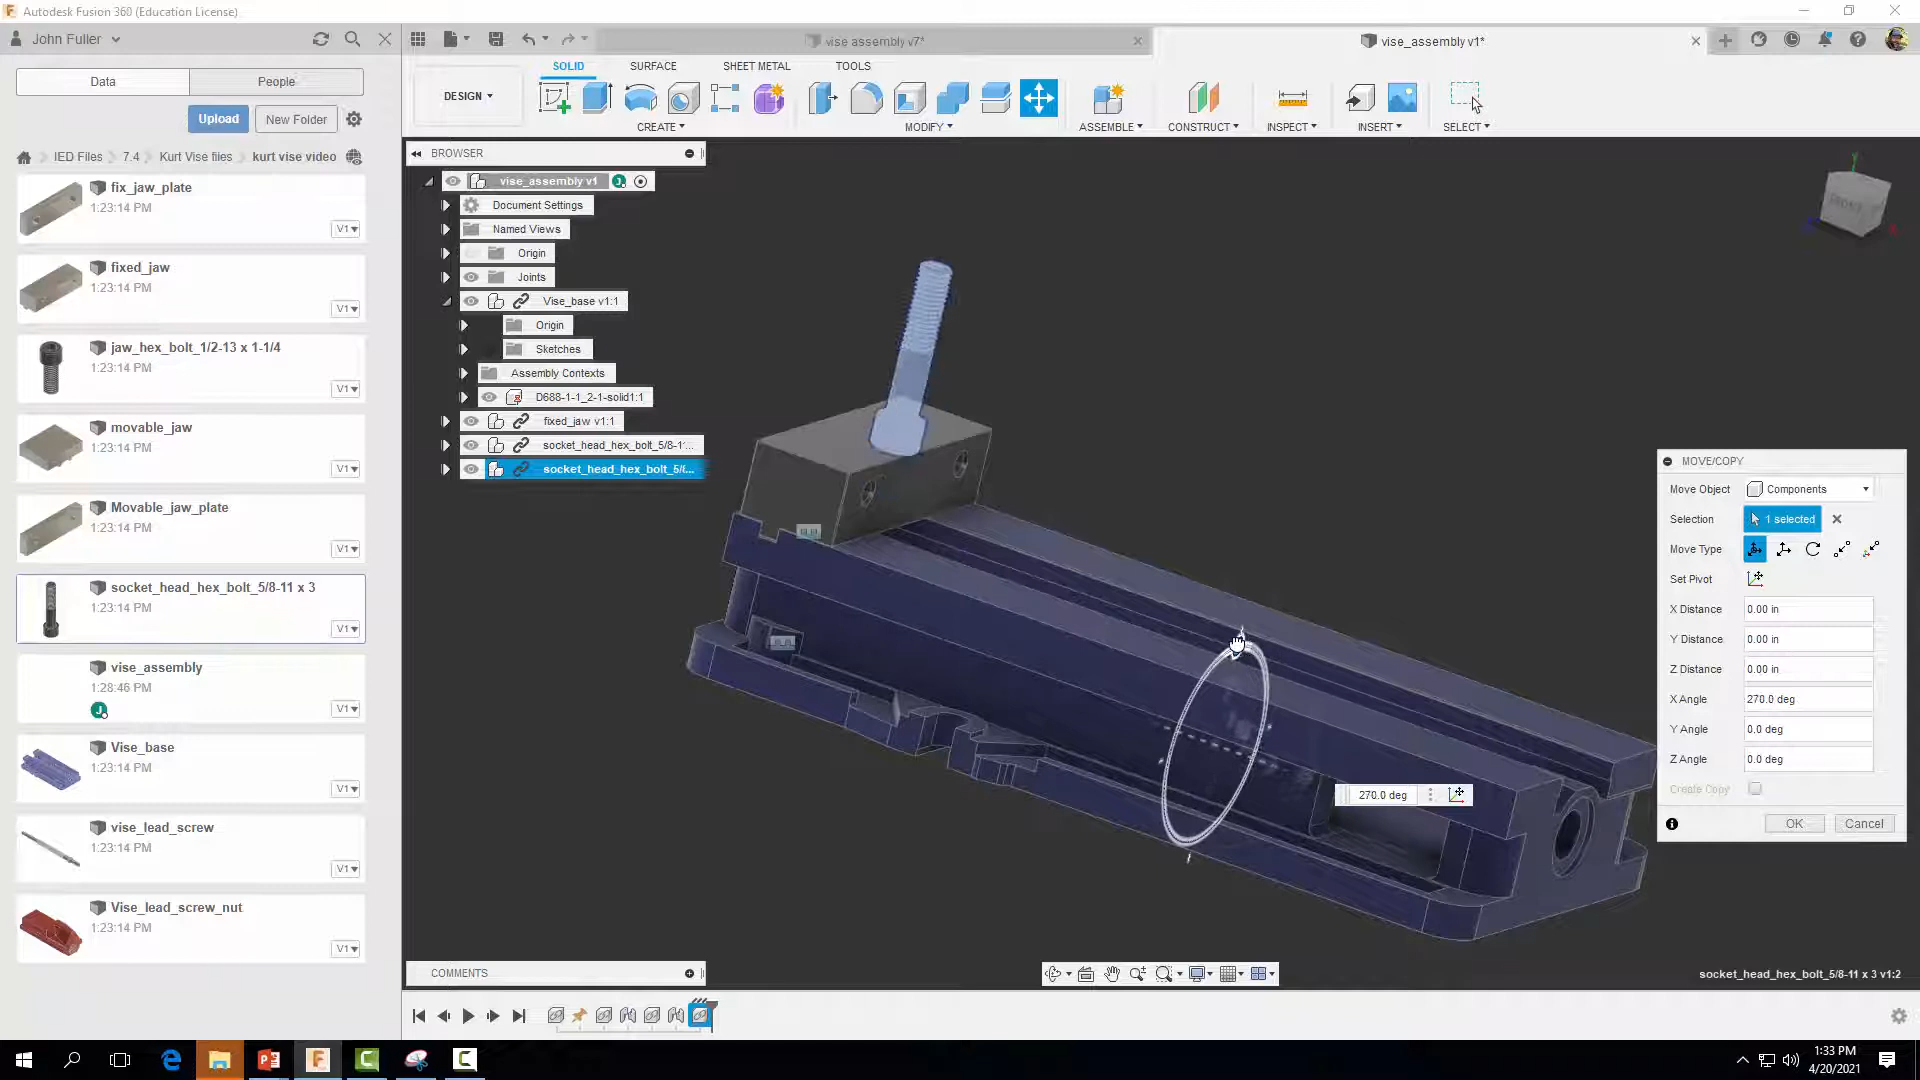 Autodesk Fusion 360 (Education License)
John Fuller
vise assembly v7*
vise_assembly v1*
Data
People
Upload
New Folder
IED Files
7.4
Kurt Vise files
kurt vise video
fix_jaw_plate
1:23:14 PM
V1
fixed_jaw
1:23:14 PM
V1
jaw_hex_bolt_1/2-13 x 1-1/4
1:23:14 PM
V1
movable_jaw
1:23:14 PM
V1
Movable_jaw_plate
1:23:14 PM
V1
socket_head_hex_bolt_5/8-11 x 3
1:23:14 PM
V1
vise_assembly
1:28:46 PM
J
V1
Vise_base
1:23:14 PM
V1
vise_lead_screw
1:23:14 PM
V1
Vise_lead_screw_nut
1:23:14 PM
V1
SOLID
SURFACE
SHEET METAL
TOOLS
DESIGN
CREATE
MODIFY
ASSEMBLE
CONSTRUCT
INSPECT
INSERT
SELECT
BROWSER
vise_assembly v1
Document Settings
Named Views
Origin
Joints
Vise_base v1:1
Origin
Sketches
Assembly Contexts
D688-1-1_2-1-solid1:1
fixed_jaw v1:1
socket_head_hex_bolt_5/8-1...
socket_head_hex_bolt_5/...
FRONT
MOVE/COPY
Move Object
Components
Selection
1 selected
Move Type
Set Pivot
X Distance
0.00 in
Y Distance
0.00 in
Z Distance
0.00 in
X Angle
270.0 deg
Y Angle
0.0 deg
Z Angle
0.0 deg
Create Copy
OK
Cancel
270.0 deg
COMMENTS
socket_head_hex_bolt_5/8-11 x 3 v1:2
1:33 PM
4/20/2021